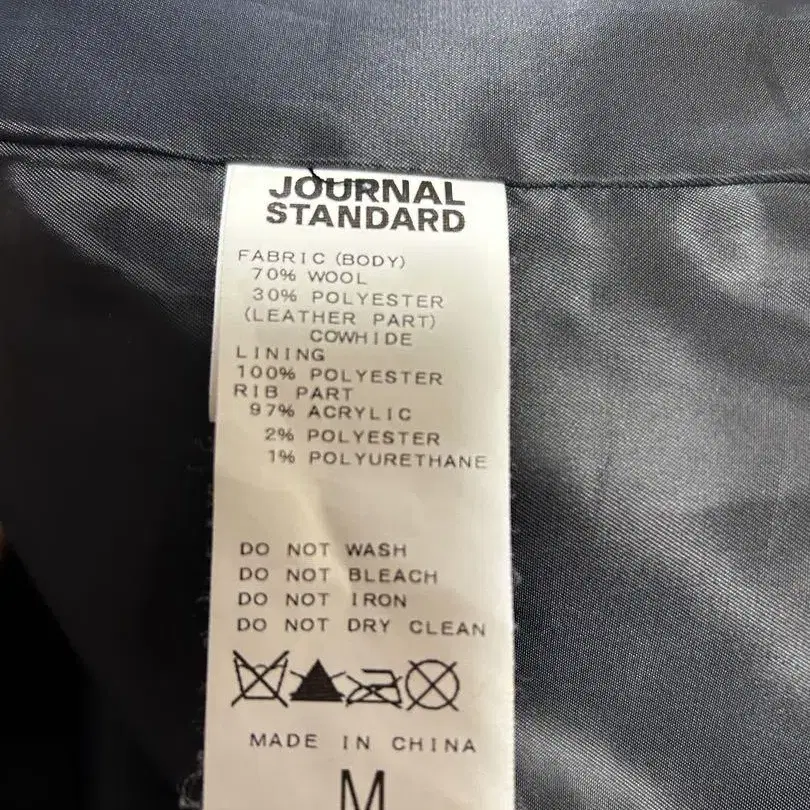 JOURNAL
STANDARD
FABRIC (BODY)
70% WOOL
30% POLYESTER
(LEATHER PART)
COWHIDE
LINING
100% POLYESTER
RIB PART
97% ACRYLIC
2% POLYESTER
1% POLYURETHANE
DO NOT WASH
DO NOT BLEACH
DO NOT IRON
DO NOT DRY CLEAN
MADE IN CHINA
M